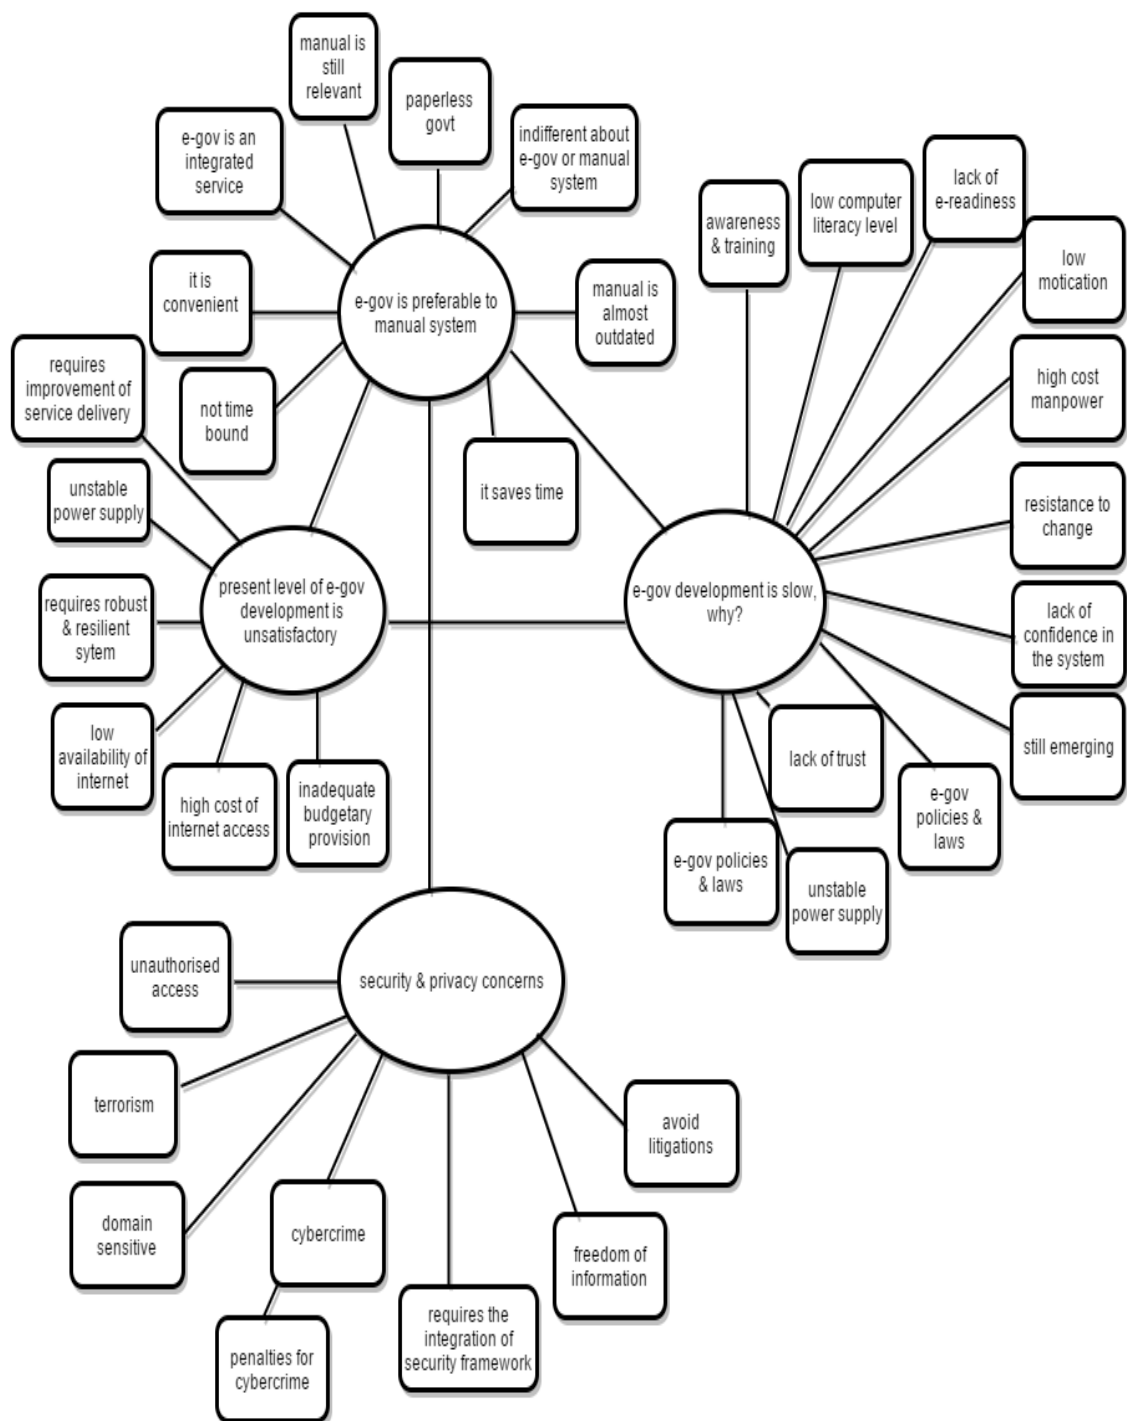 manual is
still
relevant
paperless
govt
e-gov is an
integrated
service
indifferent about
e-gov or manual
system
it is
convenient
e-gov is preferable to
manual system
manual is
almost
outdated
not time
bound
it saves time
awareness
& training
low computer
literacy level
lack of
e-readiness
low
motication
high cost
manpower
resistance to
change
lack of
confidence in
the system
still emerging
e-gov development is slow,
why?
lack of trust
e-gov
policies &
laws
e-gov policies
& laws
unstable
power supply
requires
improvement of
service delivery
unstable
power supply
present level of e-gov
development is
unsatisfactory
requires robust
& resilient
sytem
low
availability of
internet
high cost of
internet access
inadequate
budgetary
provision
security & privacy concerns
unauthorised
access
terrorism
domain
sensitive
cybercrime
penalties for
cybercrime
requires the
integration of
security framework
freedom of
information
avoid
litigations